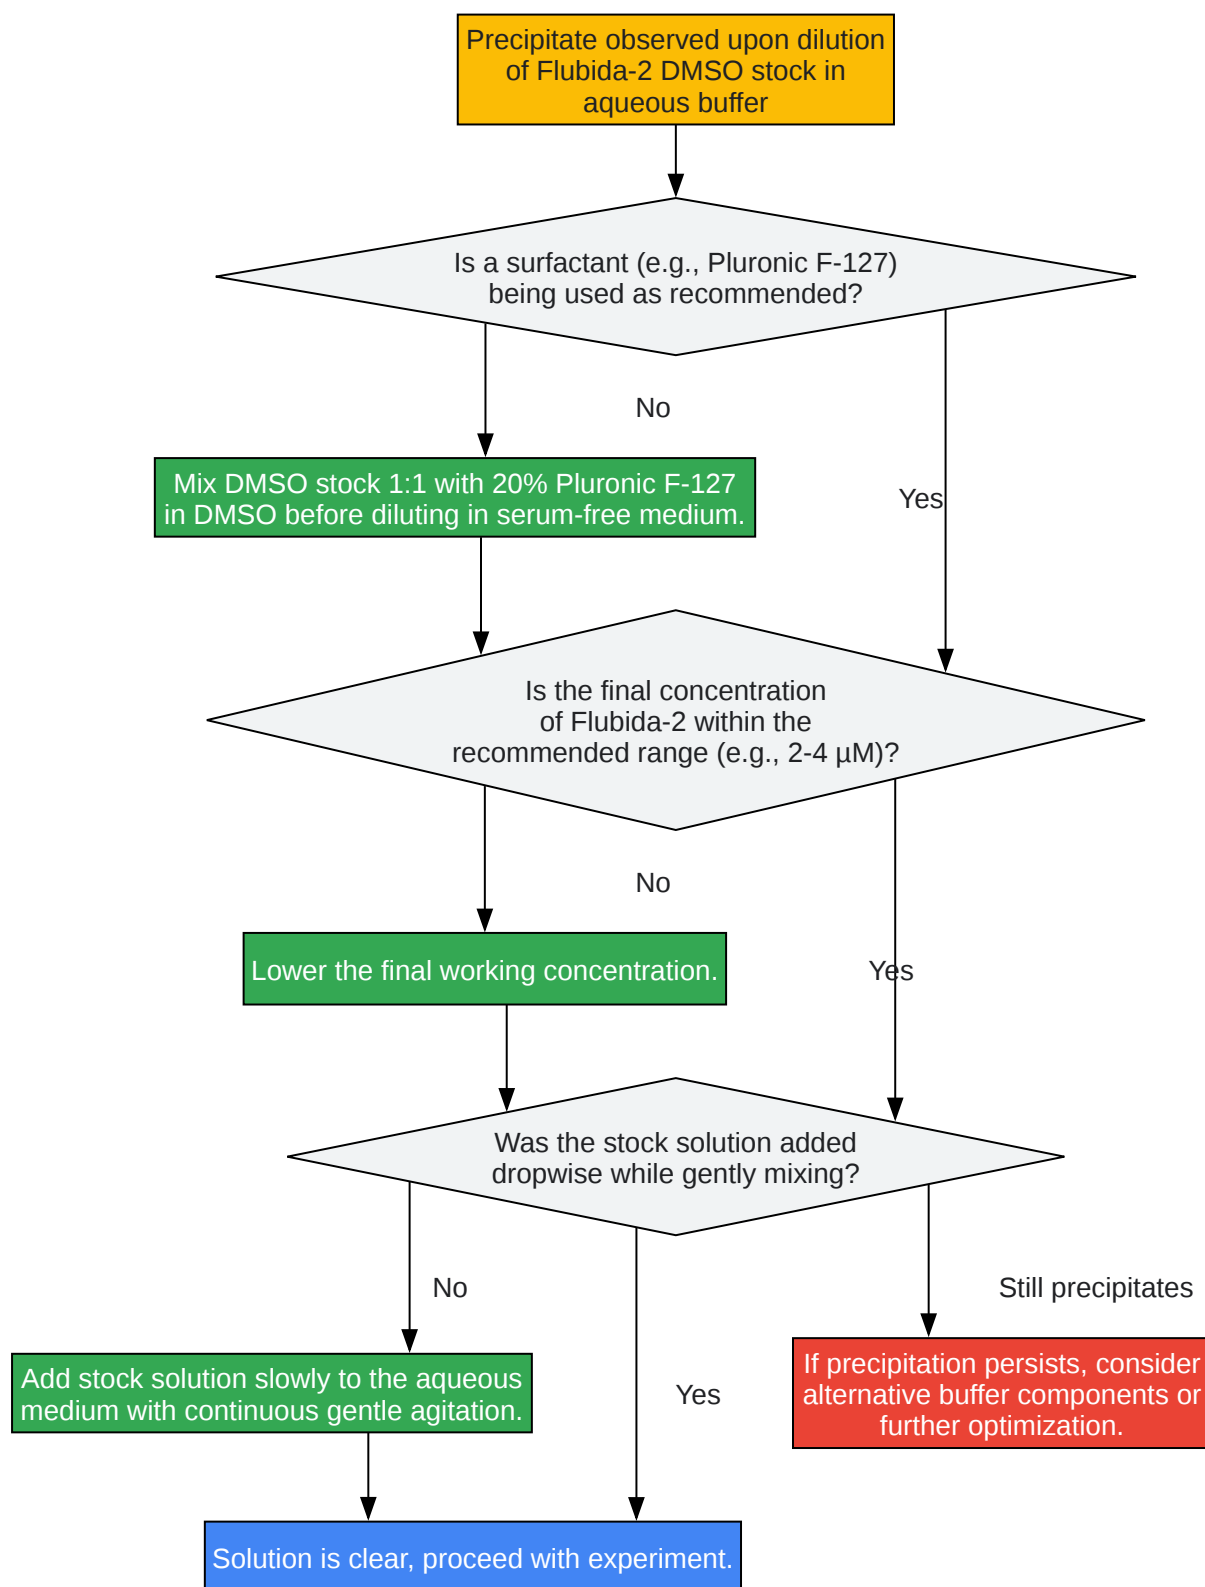 Precipitate observed upon dilution
of Flubida-2 DMSO stock in
aqueous buffer
Is a surfactant (e.g., Pluronic F-127)
being used as recommended?
No
Mix DMSO stock 1:1 with 20% Pluronic F-127
in DMSO before diluting in serum-free medium.
Yes
Is the final concentration
of Flubida-2 within the
recommended range (e.g., 2-4 µM)?
No
Lower the final working concentration.
Yes
Was the stock solution added
dropwise while gently mixing?
No
Still precipitates
Add stock solution slowly to the aqueous
medium with continuous gentle agitation.
Yes
If precipitation persists, consider
alternative buffer components or
further optimization.
Solution is clear, proceed with experiment.